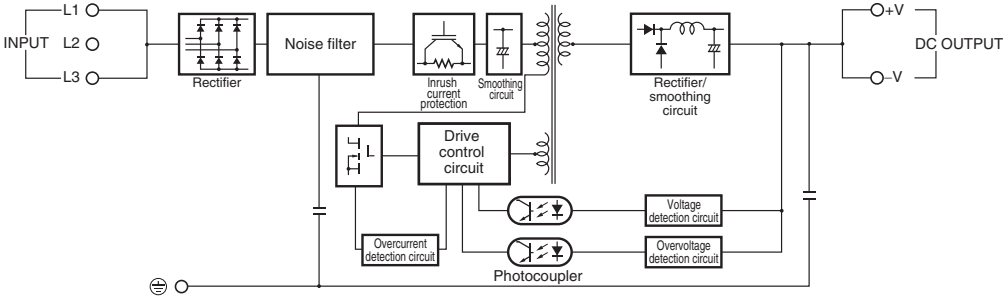 L1
INPUT
L2
L3
Rectifier
Noise filter
Inrush
current
protection
Smoothing
circuit
Rectifier/
smoothing
circuit
+V
DC OUTPUT
–V
Drive
control
circuit
Overcurrent
detection circuit
Voltage
detection circuit
Overvoltage
detection circuit
Photocoupler